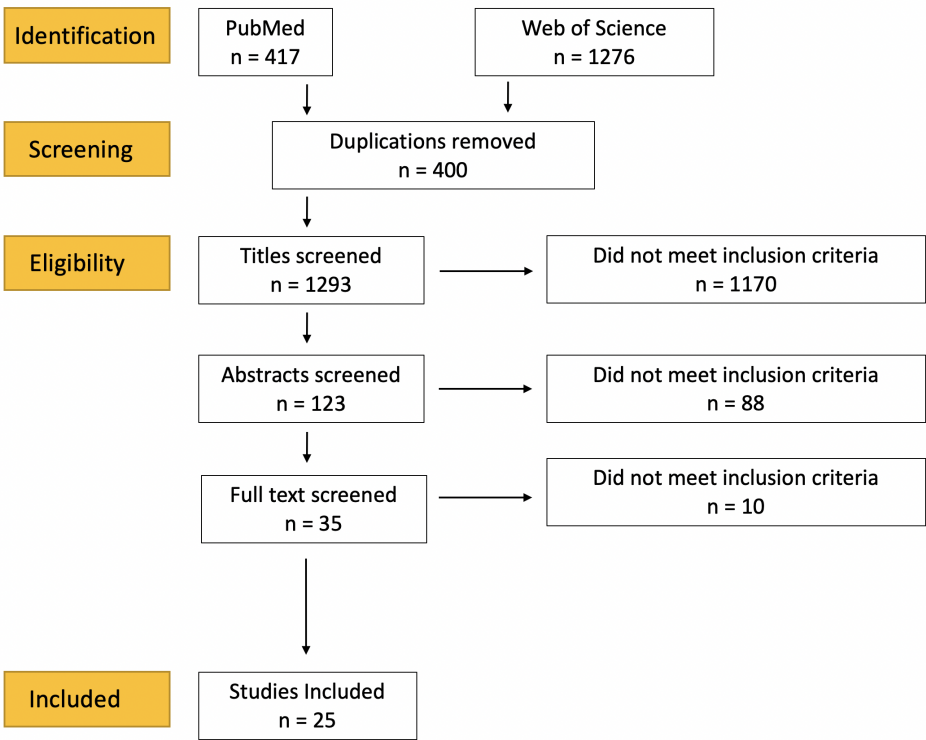 Identification
PubMed
n = 417
Web of Science
n = 1276
Screening
Duplications removed
n = 400
Eligibility
Titles screened
n = 1293
Did not meet inclusion criteria
n = 1170
Abstracts screened
n = 123
Did not meet inclusion criteria
n = 88
Full text screened
n = 35
Did not meet inclusion criteria
n = 10
Included
Studies Included
n = 25